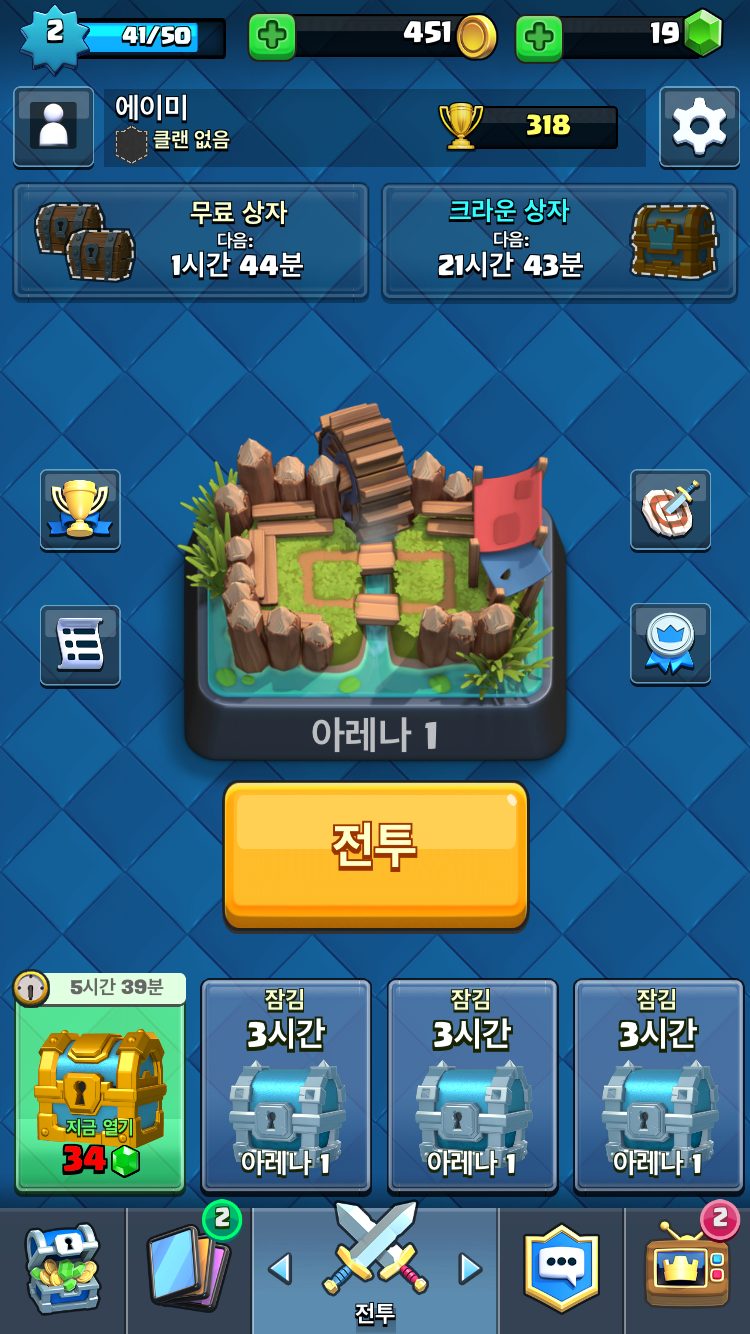 2
41/50
451
19
에이미
클랜 없음
318
무료 상자
다음:
1시간 44분
크라운 상자
다음:
21시간 43분
아레나 1
전투
5시간 39분
지금 열기
34
잠김
3시간
아레나 1
잠김
3시간
아레나 1
잠김
3시간
아레나 1
2
전투
2